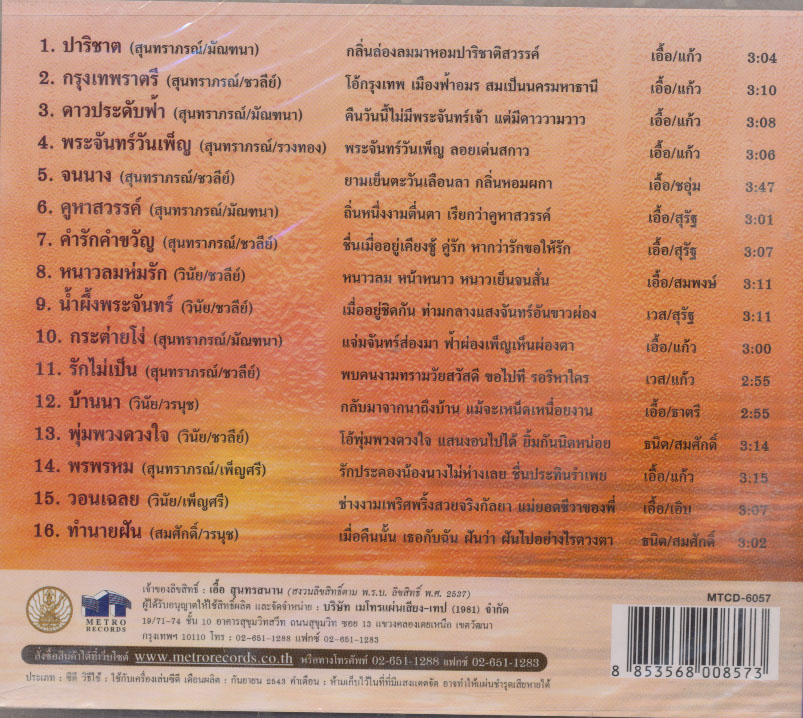 1. ปาริชาต (สุนทราภรณ์/มัณฑนา) กลิ่นล่องลมมาหอมปาริชาติสวรรค์ เอื้อ/แก้ว 3:04
2. กรุงเทพราตรี (สุนทราภรณ์/ชวลีย์) โอ้กรุงเทพ เมืองฟ้าอมร สมเป็นนครมหาธานี เอื้อ/แก้ว 3:10
3. ดาวประดับฟ้า (สุนทราภรณ์/มัณฑนา) คืนวันนี้ไม่มีพระจันทร์เจ้า แต่มีดาววามวาว เอื้อ/แก้ว 3:08
4. พระจันทร์วันเพ็ญ (สุนทราภรณ์/รวงทอง) พระจันทร์วันเพ็ญ ลอยเด่นสกาว เอื้อ/แก้ว 3:06
5. จนนาง (สุนทราภรณ์/ชวลีย์) ยามเย็นตะวันเลือนลา กลิ่นหอมผกา เอื้อ/ชอุ่ม 3:47
6. คูหาสวรรค์ (สุนทราภรณ์/มัณฑนา) ถิ่นหนึ่งงามตื่นตา เรียกว่าคูหาสวรรค์ เอื้อ/สุรัฐ 3:01
7. คำรักคำขวัญ (สุนทราภรณ์/ชวลีย์) ชื่นเมื่ออยู่เคียงชู้ คู่รัก หากว่ารักขอให้รัก เอื้อ/สุรัฐ 3:07
8. หนาวลมห่มรัก (วินัย/ชวลีย์) หนาวลม หน้าหนาว หนาวเย็นจนสั่น เอื้อ/สมพงษ์ 3:11
9. น้ำผึ้งพระจันทร์ (วินัย/ชวลีย์) เมื่ออยู่ชิดกัน ท่ามกลางแสงจันทร์อันขาวผ่อง เวส/สุรัฐ 3:11
10. กระต่ายโง่ (สุนทราภรณ์/มัณฑนา) แจ่มจันทร์ส่องมา ฟ้าผ่องเพ็ญเห็นผ่องตา เอื้อ/แก้ว 3:00
11. รักไม่เป็น (สุนทราภรณ์/ชวลีย์) พบคนงามทรามวัยสวัสดี ขอไปที รอรีหาใคร เวส/แก้ว 2:55
12. บ้านนา (วินัย/วรนุช) กลับมาจากนาถึงบ้าน แม้จะเหน็ดเหนื่อยงาน เอื้อ/ธาตรี 2:55
13. พุ่มพวงดวงใจ (วินัย/ชวลีย์) โอ้พุ่มพวงดวงใจ แสนงอนไปได้ ยิ้มกันนิดหน่อย ธนิต/สมศักดิ์ 3:14
14. พรพรหม (สุนทราภรณ์/เพ็ญศรี) รักประคองน้องนางไม่ห่างเลย ชื่นประทินรำเพย เอื้อ/แก้ว 3:15
15. วอนเฉลย (วินัย/เพ็ญศรี) ช่างงามเพริศพริ้งสวยจริงกัลยา แม่ยอดชีวาของพี่ เอื้อ/เอิบ 3:07
16. ทำนายฝัน (สมศักดิ์/วรนุช) เมื่อคืนนั้น เธอกับฉัน ฝันว่า ฝันไปอย่างไรดวงตา ธนิต/สมศักดิ์ 3:02
เจ้าของลิขสิทธิ์ : เอื้อ สุนทรสนาน (สงวนลิขสิทธิ์ตาม พ.ร.บ. ลิขสิทธิ์ พ.ศ. 2537)
ผู้ได้รับอนุญาตให้ใช้สิทธิ์ผลิต และจัดจำหน่าย : บริษัท เมโทรแผ่นเสียง-เทป (1981) จำกัด
19/71-74 ชั้น 10 อาคารสุขุมวิทสวีท ถนนสุขุมวิท ซอย 13 แขวงคลองเตยเหนือ เขตวัฒนา
กรุงเทพฯ 10110 โทร : 02-651-1288 แฟกซ์ 02-651-1283
METRO
RECORDS
MTCD-6057
สั่งซื้อสินค้าได้ที่เว็บไซต์ www.metrorecords.co.th หรือทางโทรศัพท์ 02-651-1288 แฟกซ์ 02-651-1283
8 853568 008573
ประเภท : ซีดี วิธีใช้ : ใช้กับเครื่องเล่นซีดี เดือนผลิต : กันยายน 2543 คำเตือน : ห้ามเก็บไว้ในที่ที่มีแสงแดดจัด อาจทำให้แผ่นชำรุดเสียหายได้